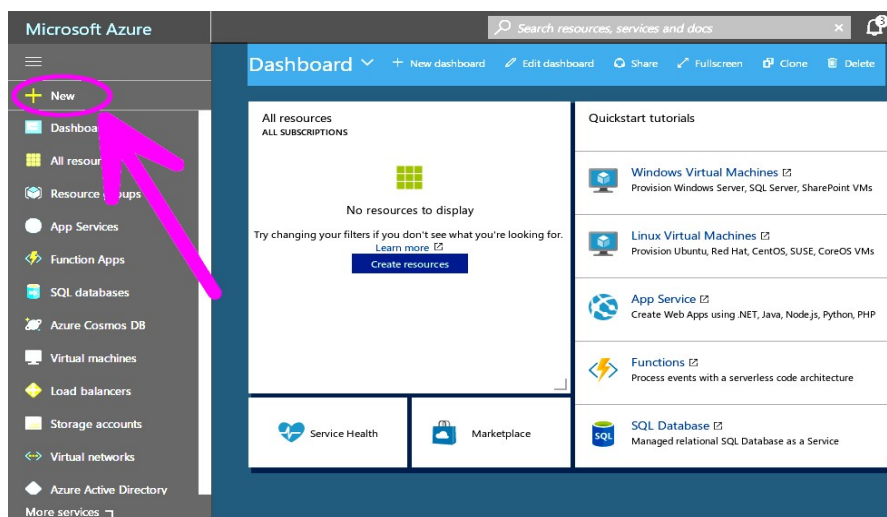 Microsoft Azure
Search resources, services and docs
3
New
Dashboard
New dashboard
Edit dashboard
Share
Fullscreen
Clone
Delete
All resources
ALL SUBSCRIPTIONS
No resources to display
Try changing your filters if you don't see what you're looking for.
Learn more
Create resources
Service Health
Marketplace
Quickstart tutorials
Windows Virtual Machines
Provision Windows Server, SQL Server, SharePoint VMs
Linux Virtual Machines
Provision Ubuntu, Red Hat, CentOS, SUSE, CoreOS VMs
App Service
Create Web Apps using .NET, Java, Node.js, Python, PHP
Functions
Process events with a serverless code architecture
SQL
SQL Database
Managed relational SQL Database as a Service
Dashboa
All resour
Resource g oups
App Services
Function Apps
SQL databases
Azure Cosmos DB
Virtual machines
Load balancers
Storage accounts
Virtual networks
Azure Active Directory
More services